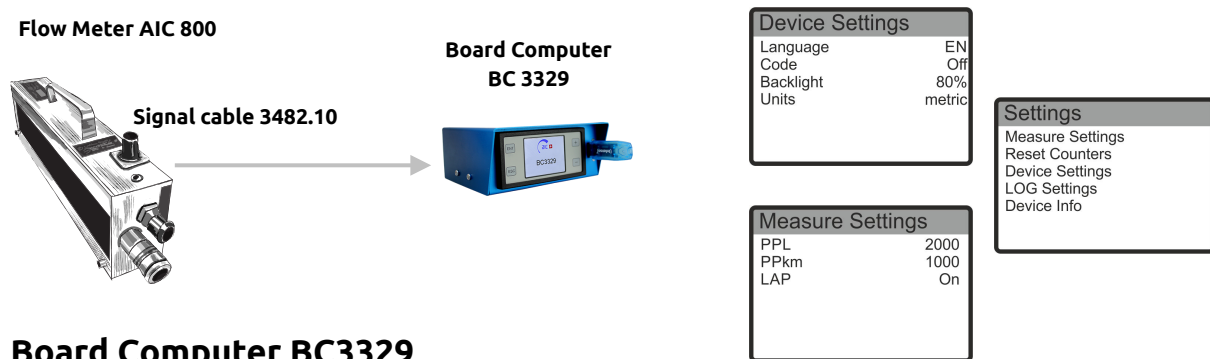 Flow Meter AIC 800
Signal cable 3482.10
Board Computer
BC 3329
BC3329
Device Settings
Language EN
Code Off
Backlight 80%
Units metric
Settings
Measure Settings
Reset Counters
Device Settings
LOG Settings
Device Info
Measure Settings
PPL 2000
PPkm 1000
LAP On
Board Computer BC3329